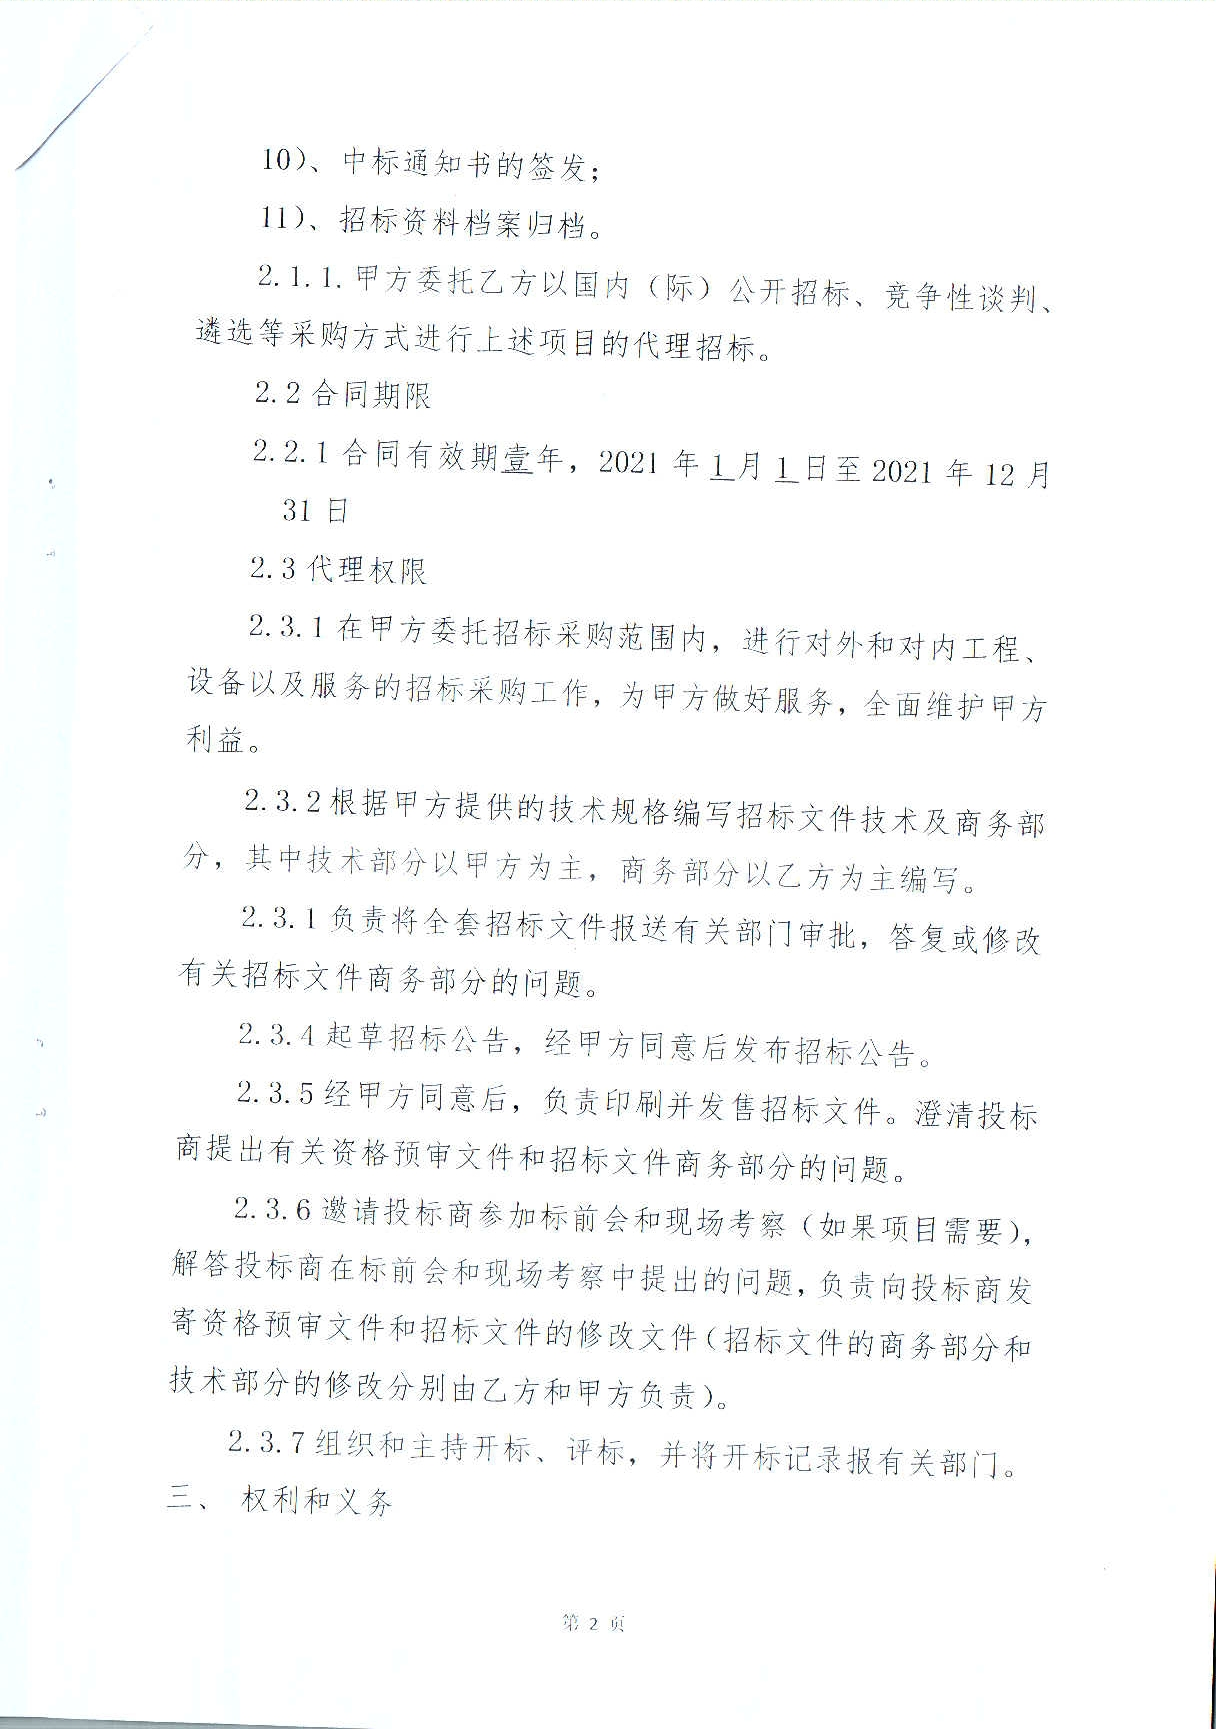 10)、中标通知书的签发；
11)、招标资料档案归档。
2.1.1.甲方委托乙方以国内（际）公开招标、竞争性谈判、
遴选等采购方式进行上述项目的代理招标。
2.2 合同期限
2.2.1 合同有效期壹年，2021 年 1 月 1 日至 2021 年 12 月
31 日
2.3 代理权限
2.3.1 在甲方委托招标采购范围内，进行对外和对内工程、
设备以及服务的招标采购工作，为甲方做好服务，全面维护甲方
利益。
2.3.2 根据甲方提供的技术规格编写招标文件技术及商务部
分，其中技术部分以甲方为主，商务部分以乙方为主编写。
2.3.1 负责将全套招标文件报送有关部门审批，答复或修改
有关招标文件商务部分的问题。
2.3.4 起草招标公告，经甲方同意后发布招标公告。
2.3.5 经甲方同意后，负责印刷并发售招标文件。澄清投标
商提出有关资格预审文件和招标文件商务部分的问题。
2.3.6 邀请投标商参加标前会和现场考察（如果项目需要），
解答投标商在标前会和现场考察中提出的问题，负责向投标商发
寄资格预审文件和招标文件的修改文件（招标文件的商务部分和
技术部分的修改分别由乙方和甲方负责）。
2.3.7 组织和主持开标、评标，并将开标记录报有关部门。
三、 权利和义务
第 2 页